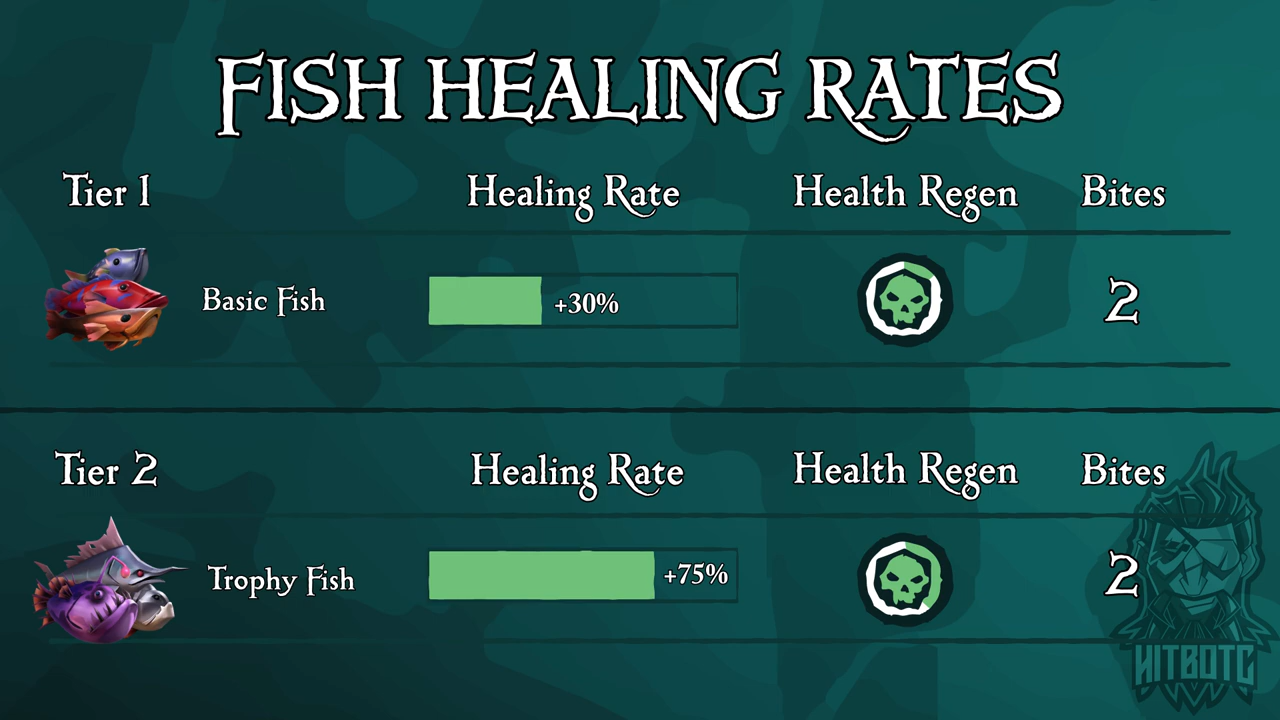 FISH HEALING RATES
Tier 1 Healing Rate Health Regen Bites
Basic Fish +30% 2
Tier 2 Healing Rate Health Regen Bites
Trophy Fish +75% 2
HITBOTC